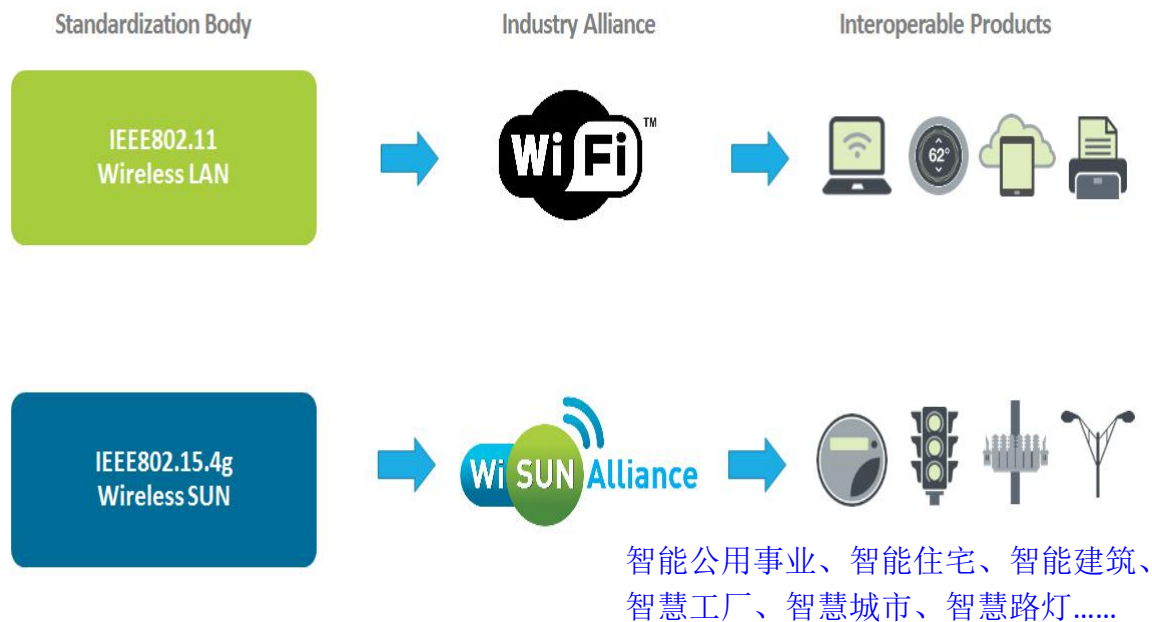 Standardization Body
Industry Alliance
Interoperable Products
IEEE802.11
Wireless LAN
Wi Fi TM
62°
IEEE802.15.4g
Wireless SUN
Wi SUN Alliance
智能公用事业、智能住宅、智能建筑、
智慧工厂、智慧城市、智慧路灯......